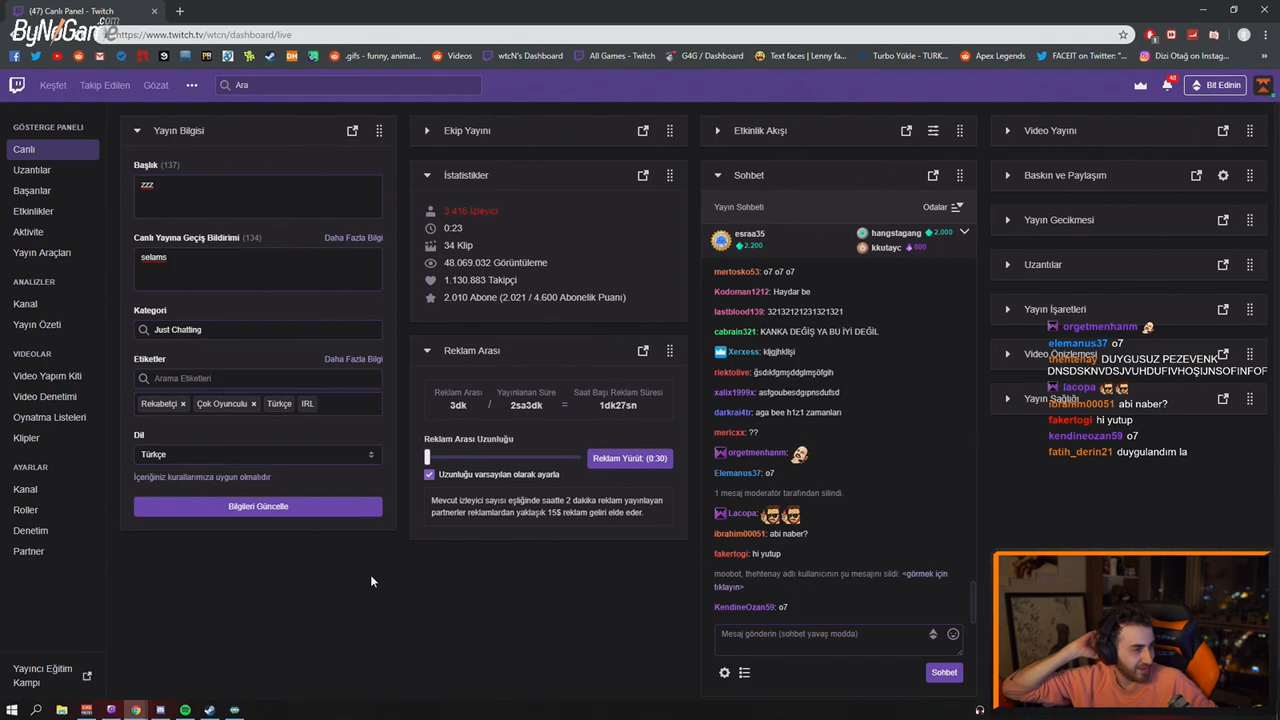 (47) Canlı Panel - Twitch
ByNoGame.com
https://www.twitch.tv/wtcn/dashboard/live
.gifs - funny, animat...
Videos
wtcN's Dashboard
All Games - Twitch
G4G / DHMI
Text faces | Lenny fa...
Turbo Yükle - TURK...
Apex Legends
FACEIT on Twitter: "...
Dizi Otağ on Instag...
Keşfet
Takip Edilen
Gözat
Ara
Bit Edinin
GÖSTERGE PANELİ
Canlı
Uzantılar
Başarılar
Etkinlikler
Aktivite
Yayın Araçları
ANALİZLER
Kanal
Yayın Özeti
VİDEOLAR
Video Yapım Kiti
Video Denetimi
Oynatma Listeleri
Klipler
AYARLAR
Kanal
Roller
Denetim
Partner
Yayıncı Eğitim
Kampı
Yayın Bilgisi
Başlık (137)
zzz
Canlı Yayına Geçiş Bildirimi (134)
Daha Fazla Bilgi
selams
Kategori
Just Chatting
Etiketler
Daha Fazla Bilgi
Arama Etiketleri
Rekabetçi
Çok Oyunculu
Türkçe
IRL
Dil
Türkçe
İçeriğiniz kurallarımıza uygun olmalıdır
Bilgileri Güncelle
Ekip Yayını
İstatistikler
3.416 İzleyici
0:23
34 Klip
48.069.032 Görüntüleme
1.130.883 Takipçi
2.010 Abone (2.021 / 4.600 Abonelik Puanı)
Reklam Arası
Reklam Arası
Yayınlanan Süre
Saat Başı Reklam Süresi
3dk / 2sa3dk = 1dk27sn
Reklam Arası Uzunluğu
Reklam Yürüt: (0:30)
Uzunluğu varsayılan olarak ayarla
Mevcut izleyici sayısı eşliğinde saatte 2 dakika reklam yayınlayan
partnerler reklamlardan yaklaşık 15$ reklam geliri elde eder.
Etkinlik Akışı
Sohbet
Yayın Sohbeti
Odalar
esraa35
2,200
hangstagang 2,000
kkutayc 600
mertosko53: o7 o7 o7
Kodoman1212: Haydar be
lastblood139: 32132121231321321
cabrain321: KANKA DEĞİŞ YA BU İYİ DEĞİL
Xerxess: kljgjhkllşi
riektolive: ğsdıkfgmşddglmşöfgih
xalix1999x: asfgoubesdgıpnsdufsd
darkrai4tr: aga bee h1z1 zamanları
mericxx: ??
orgetmenhanm:
Elemanus37: o7
1 mesaj moderatör tarafından silindi.
Lacopa:
ibrahim00051: abi naber?
fakertogi: hi yutup
moobot, thehtenay adlı kullanıcının şu mesajını sildi: <görmek için
tıklayın>
KendineOzan59: o7
Mesaj gönderin (sohbet yavaş modda)
Sohbet
Video Yayını
Baskın ve Paylaşım
Yayın Gecikmesi
Uzantılar
Yayın İşaretleri
Video Önizlemesi
Yayın Sağlığı
orgetmenhanm
elemanus37 o7
thehtenay DUYGUSUZ PEZEVENK
lacopa
ibrahim00051 abi naber?
fakertogi hi yutup
kendineozan59 o7
fatih_derin21 duygulandım la